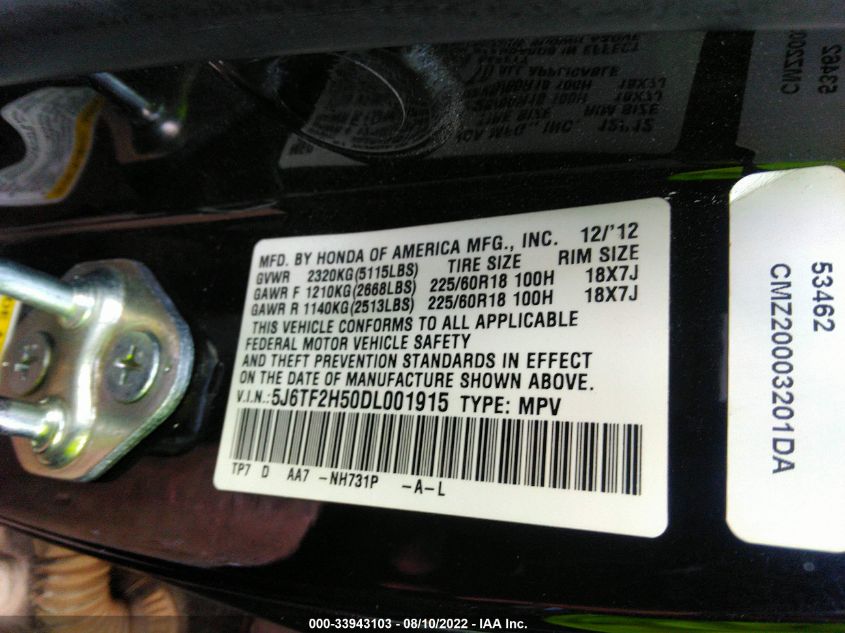 MFD. BY HONDA OF AMERICA MFG., INC. 12/'12
GVWR 2320KG(5115LBS) TIRE SIZE RIM SIZE
GAWR F 1210KG(2668LBS) 225/60R18 100H 18X7J
GAWR R 1140KG(2513LBS) 225/60R18 100H 18X7J
THIS VEHICLE CONFORMS TO ALL APPLICABLE
FEDERAL MOTOR VEHICLE SAFETY
AND THEFT PREVENTION STANDARDS IN EFFECT
ON THE DATE OF MANUFACTURE SHOWN ABOVE.
V.I.N.:5J6TF2H50DL001915 TYPE: MPV
TP7 D AA7 -NH731P -A-L
53462
CMZ20003201DA
000-33943103 - 08/10/2022 - IAA Inc.